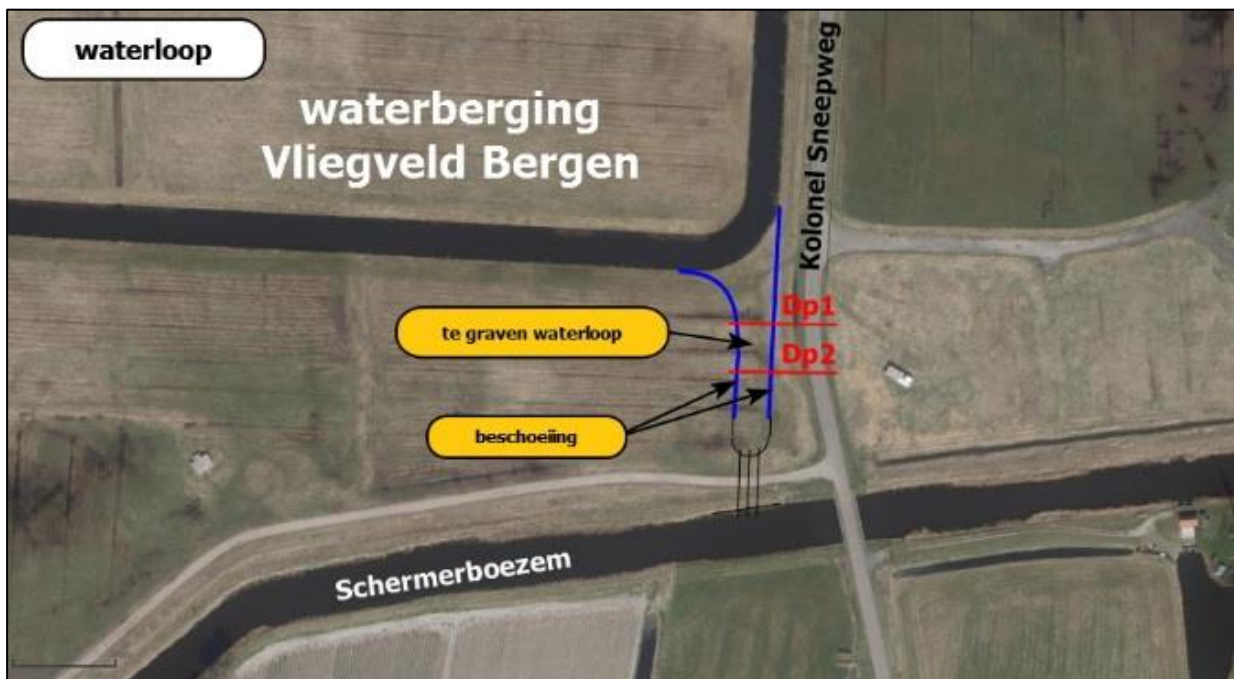 waterloop
waterberging
Vliegveld Bergen
Kolonel Sneepweg
Dp1
te graven waterloop
Dp2
beschoeiing
Schermerboezem